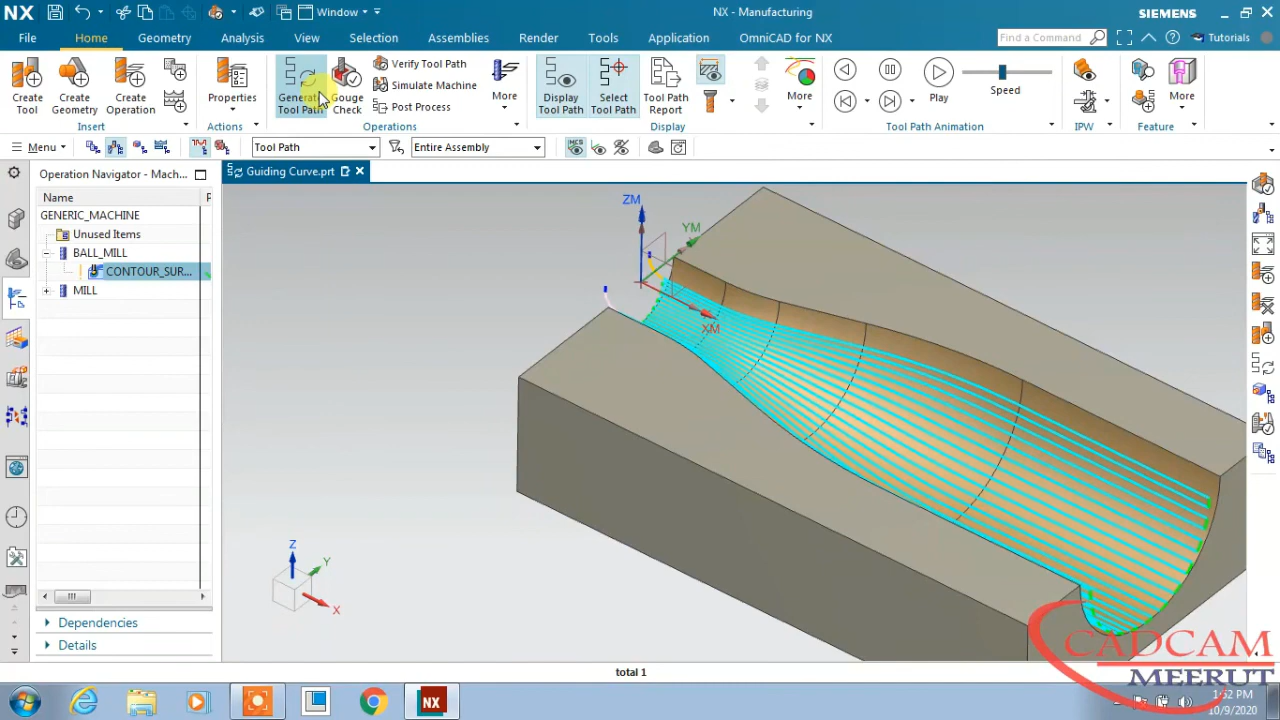 NX
Window
NX - Manufacturing
SIEMENS
File
Home
Geometry
Analysis
View
Selection
Assemblies
Render
Tools
Application
OmniCAD for NX
Find a Command
Tutorials
Create Tool
Create Geometry
Create Operation
Properties
Generate Tool Path
Gouge Check
Verify Tool Path
Simulate Machine
Post Process
More
Display Tool Path
Select Tool Path
Tool Path Report
More
Play
Speed
More
Insert
Actions
Operations
Display
Tool Path Animation
IPW
Feature
Menu
Tool Path
Entire Assembly
Operation Navigator - Mach...
Guiding Curve.prt
Name
P
GENERIC_MACHINE
Unused Items
BALL_MILL
CONTOUR_SUR...
MILL
ZM
YM
XM
Z
Y
X
Dependencies
Details
total 1
CADCAM
MEERUT
1:52 PM
10/9/2020
NX